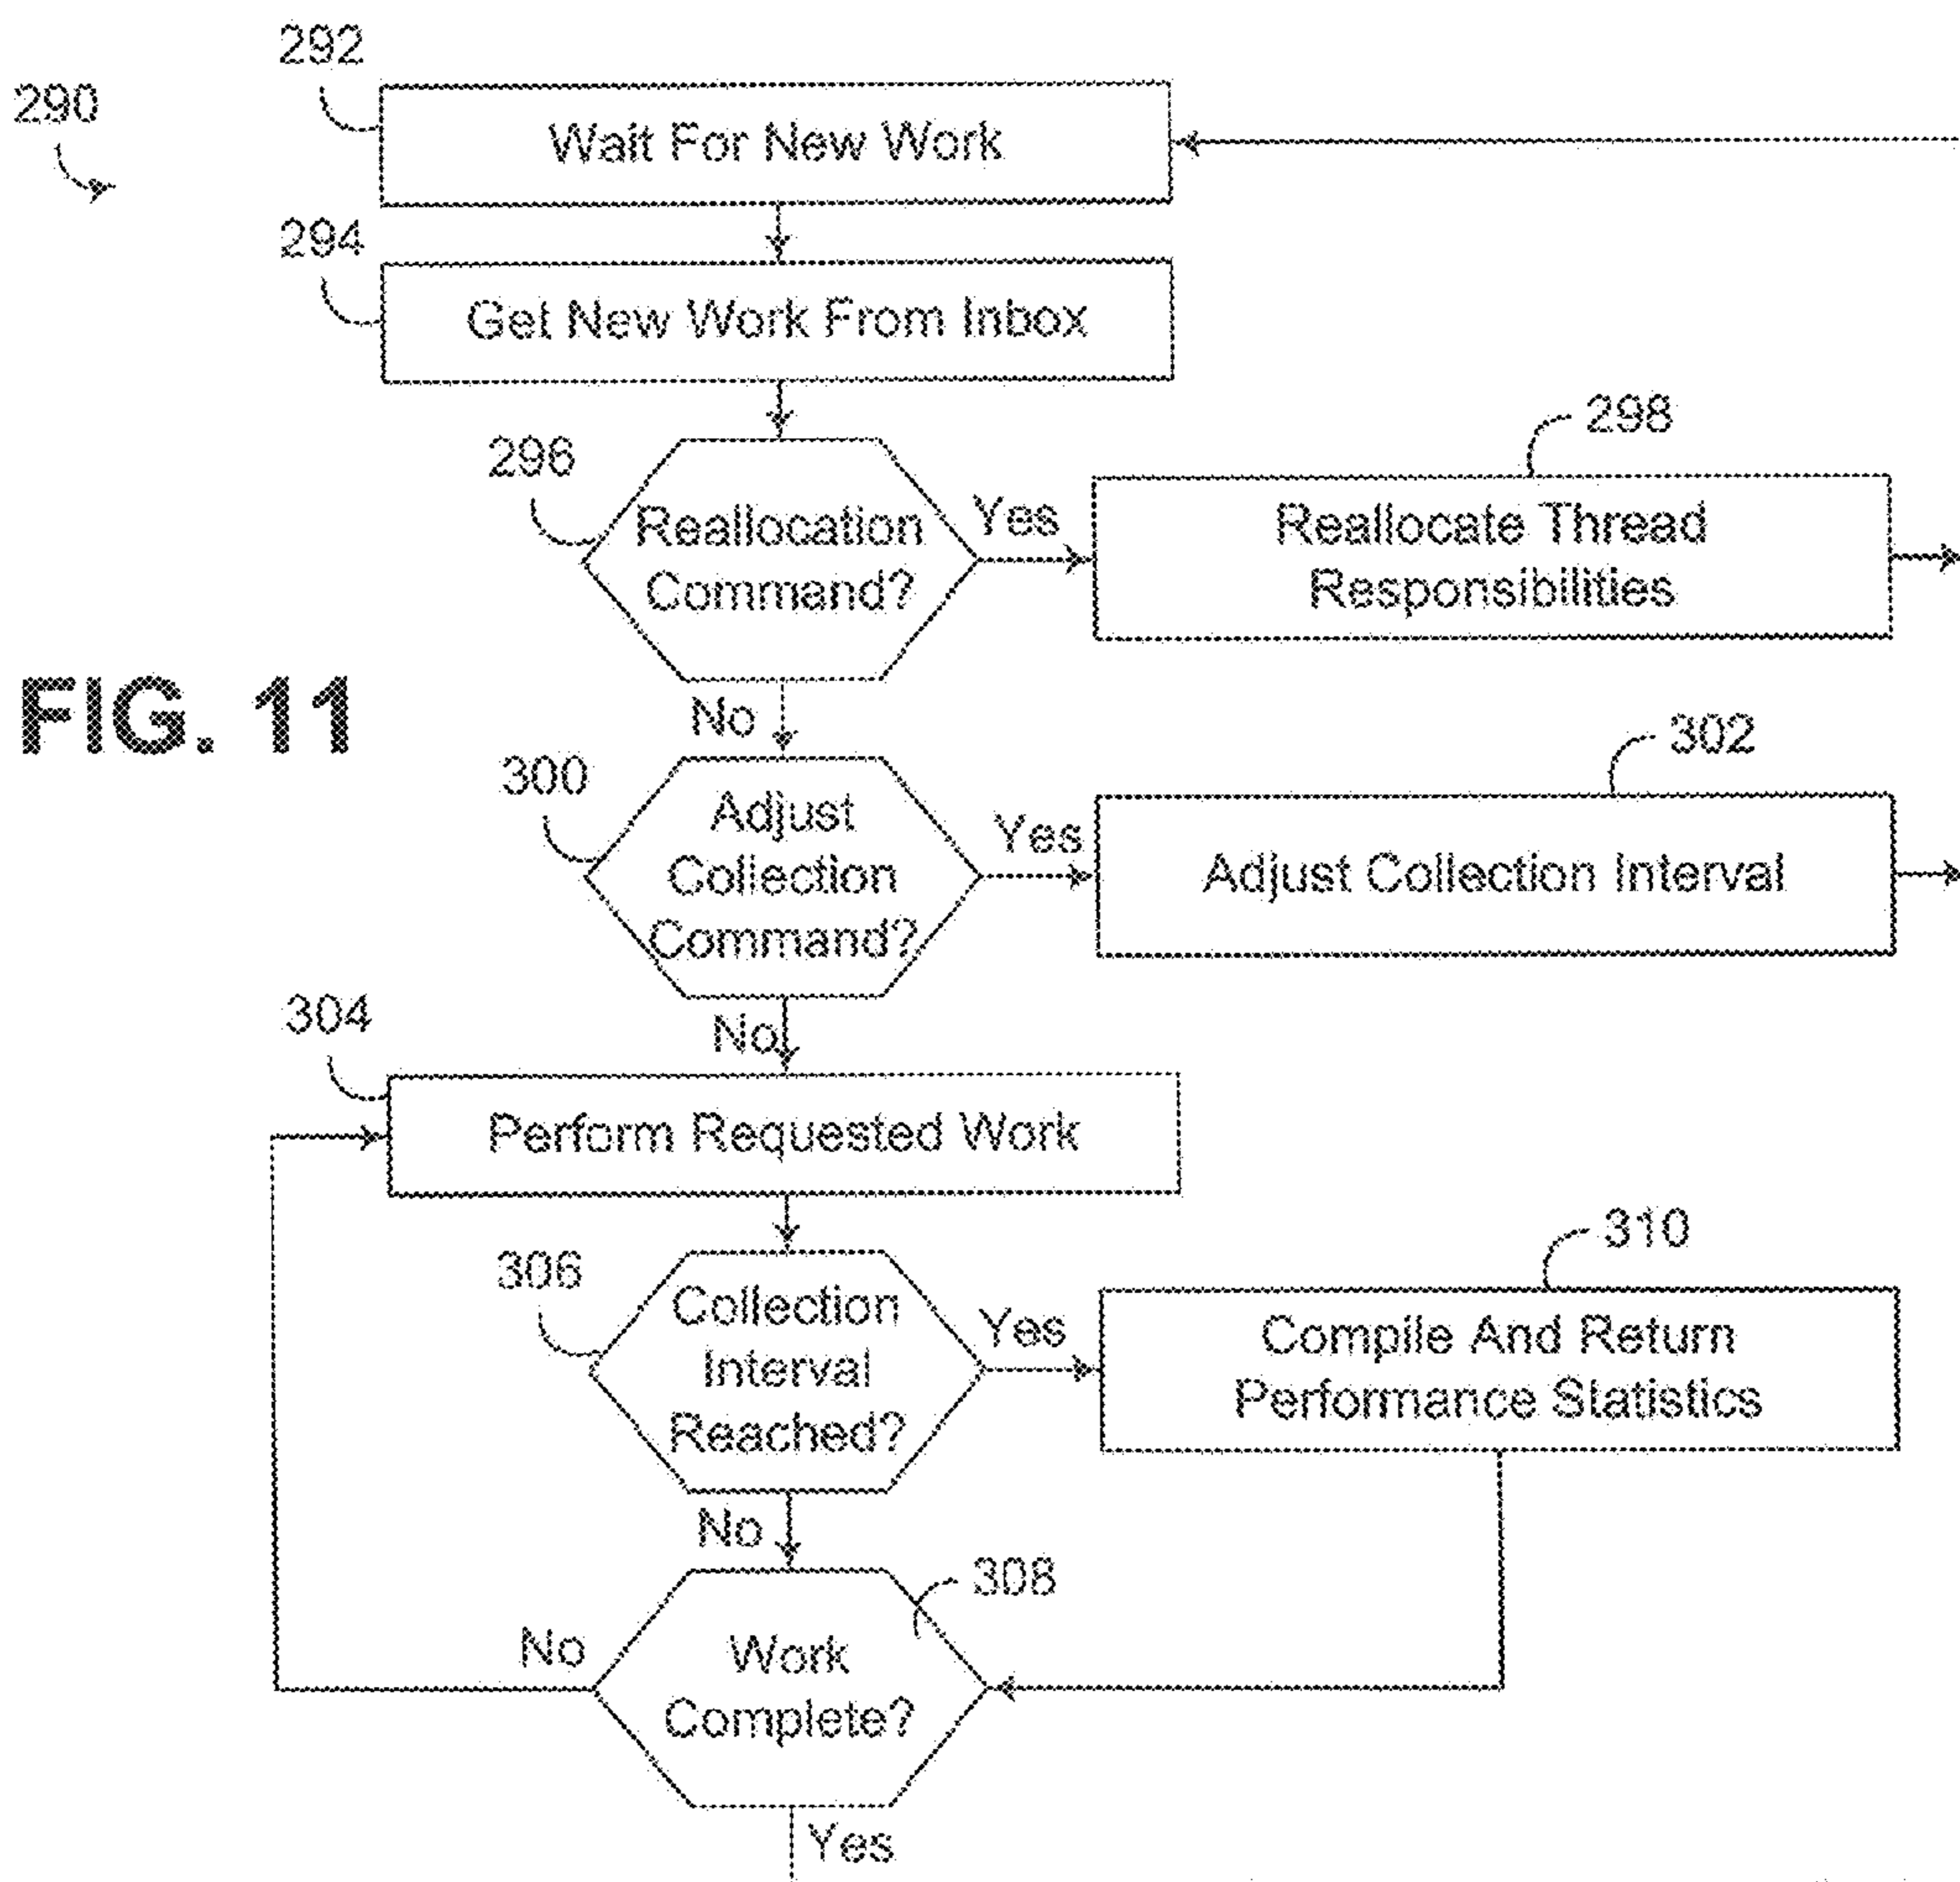 292
290
Wait For New Work
294
Get New Work From Inbox
296
Reallocation
Command?
Yes
298
Reallocate Thread
Responsibilities
FIG. 11
No
300
Adjust
Collection
Command?
Yes
302
Adjust Collection Interval
No
304
Perform Requested Work
306
Collection
Interval
Reached?
Yes
310
Compile And Return
Performance Statistics
No
308
No
Work
Complete?
Yes